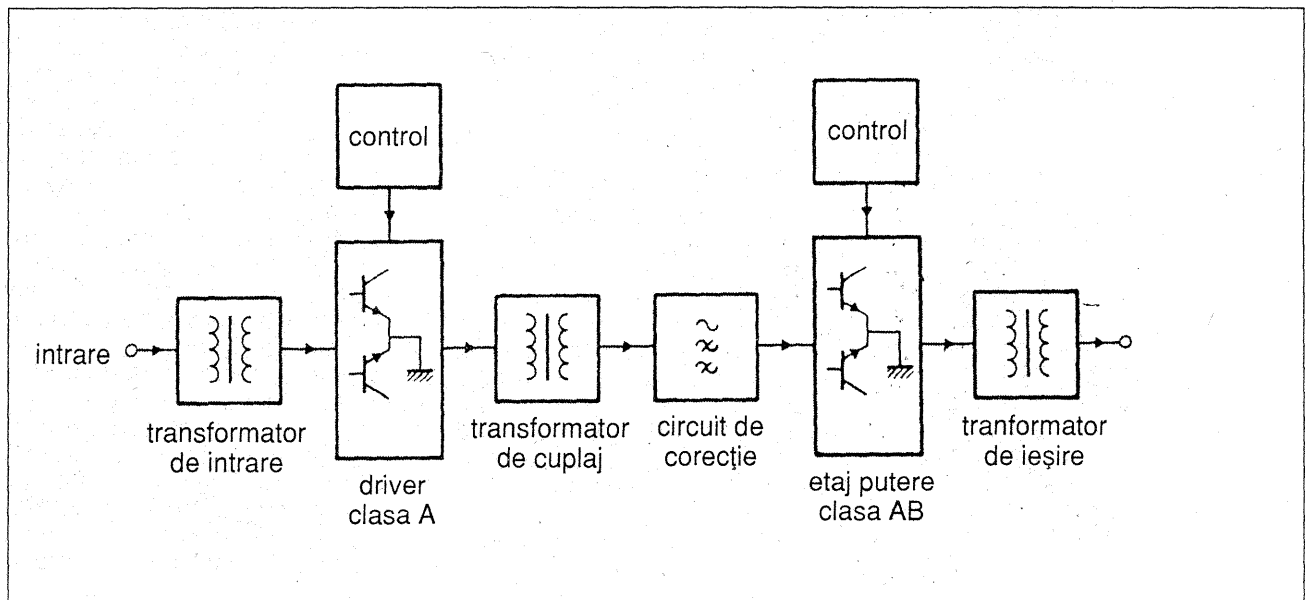 control
control
intrare
transformator
de intrare
driver
clasa A
transformator
de cuplaj
circuit de
corecție
etaj putere
clasa AB
tranformator
de ieșire